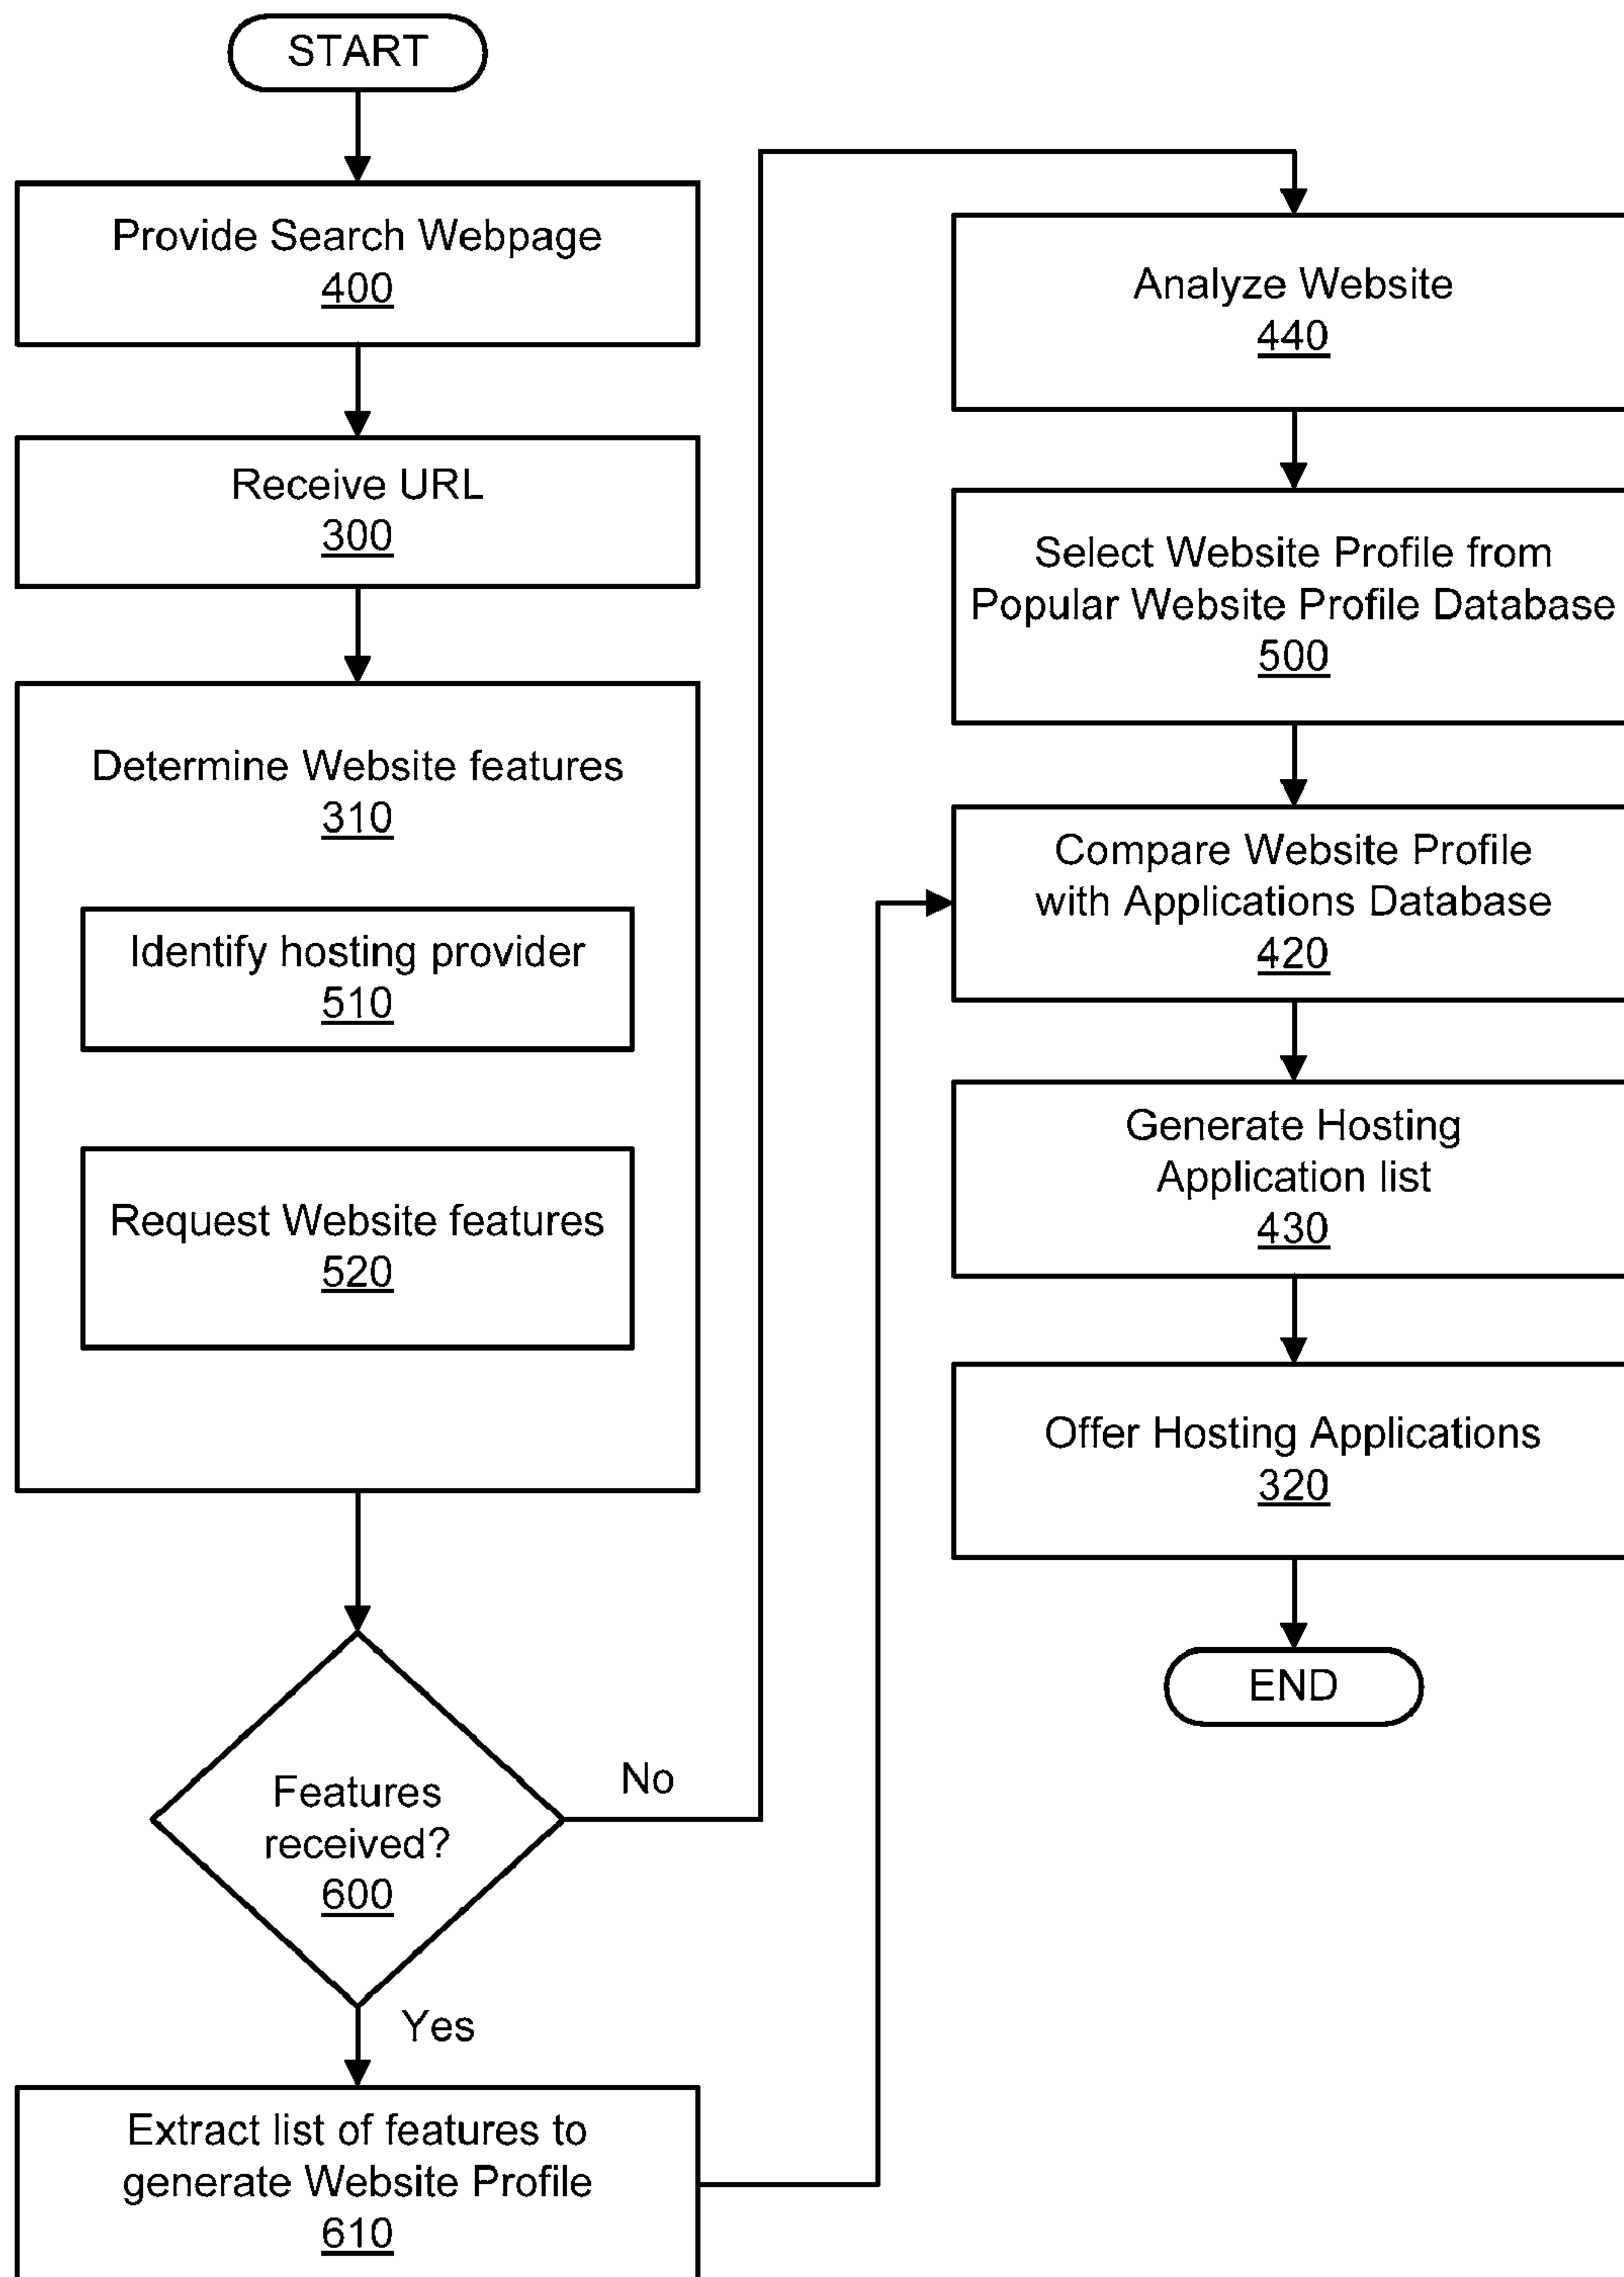 START
Provide Search Webpage
400
Receive URL
300
Determine Website features
310
Identify hosting provider
510
Request Website features
520
Features
received?
600
No
Yes
Extract list of features to
generate Website Profile
610
Analyze Website
440
Select Website Profile from
Popular Website Profile Database
500
Compare Website Profile
with Applications Database
420
Generate Hosting
Application list
430
Offer Hosting Applications
320
END